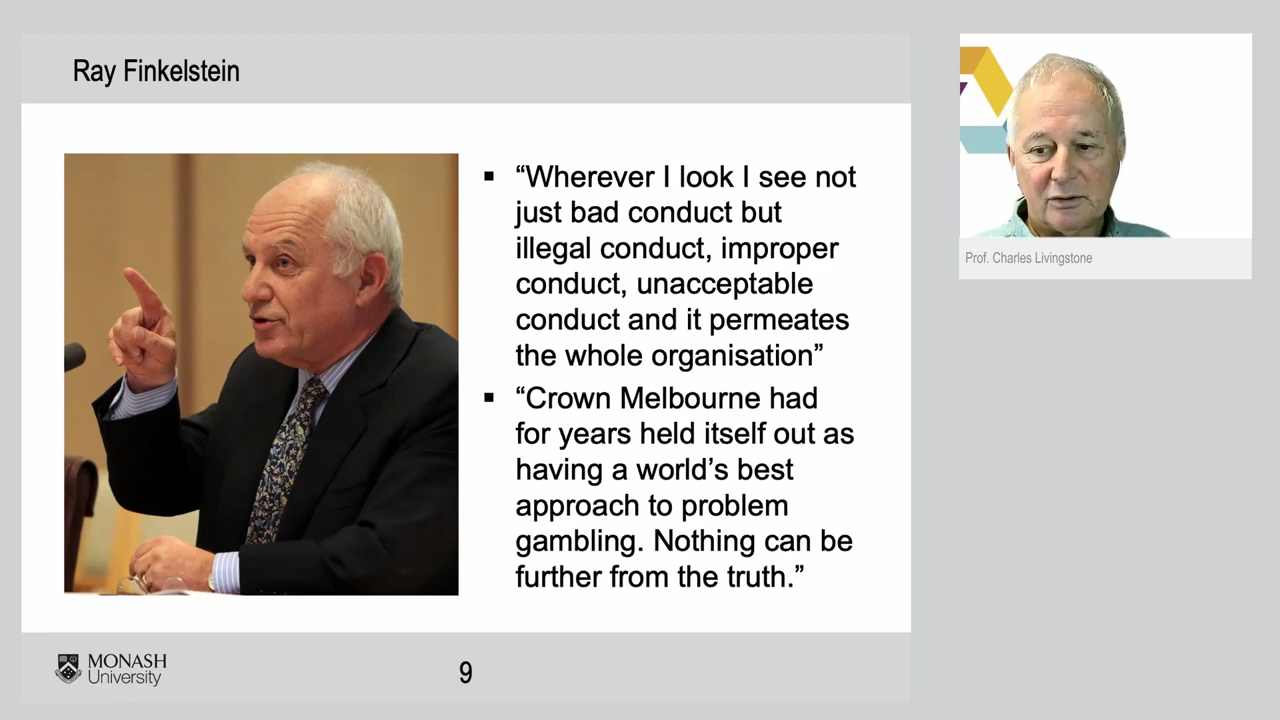 Ray Finkelstein
▪ “Wherever I look I see not
just bad conduct but
illegal conduct, improper
conduct, unacceptable
conduct and it permeates
the whole organisation”
▪ “Crown Melbourne had
for years held itself out as
having a world’s best
approach to problem
gambling. Nothing can be
further from the truth.”
Prof. Charles Livingstone
MONASH
University
9